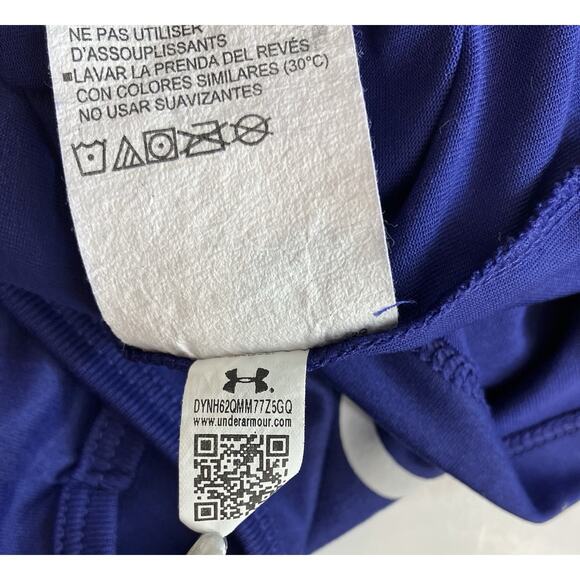 NE PAS UTILISER
D'ASSOUPLISSANTS
■LAVAR LA PRENDA DEL REVÉS
CON COLORES SIMILARES (30°C)
NO USAR SUAVIZANTES
DYNH62QMM77Z5GQ
www.underarmour.com